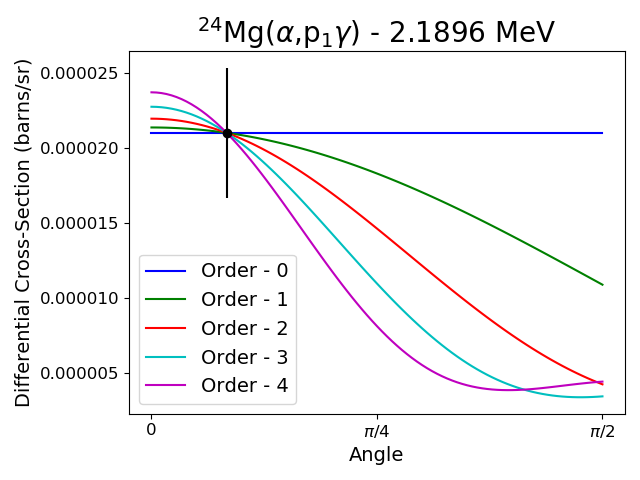 ²⁴Mg(α,p₁γ) - 2.1896 MeV
Differential Cross-Section (barns/sr)
0.000025
0.000020
0.000015
0.000010
0.000005
Order - 0
Order - 1
Order - 2
Order - 3
Order - 4
0 π/4 π/2
Angle